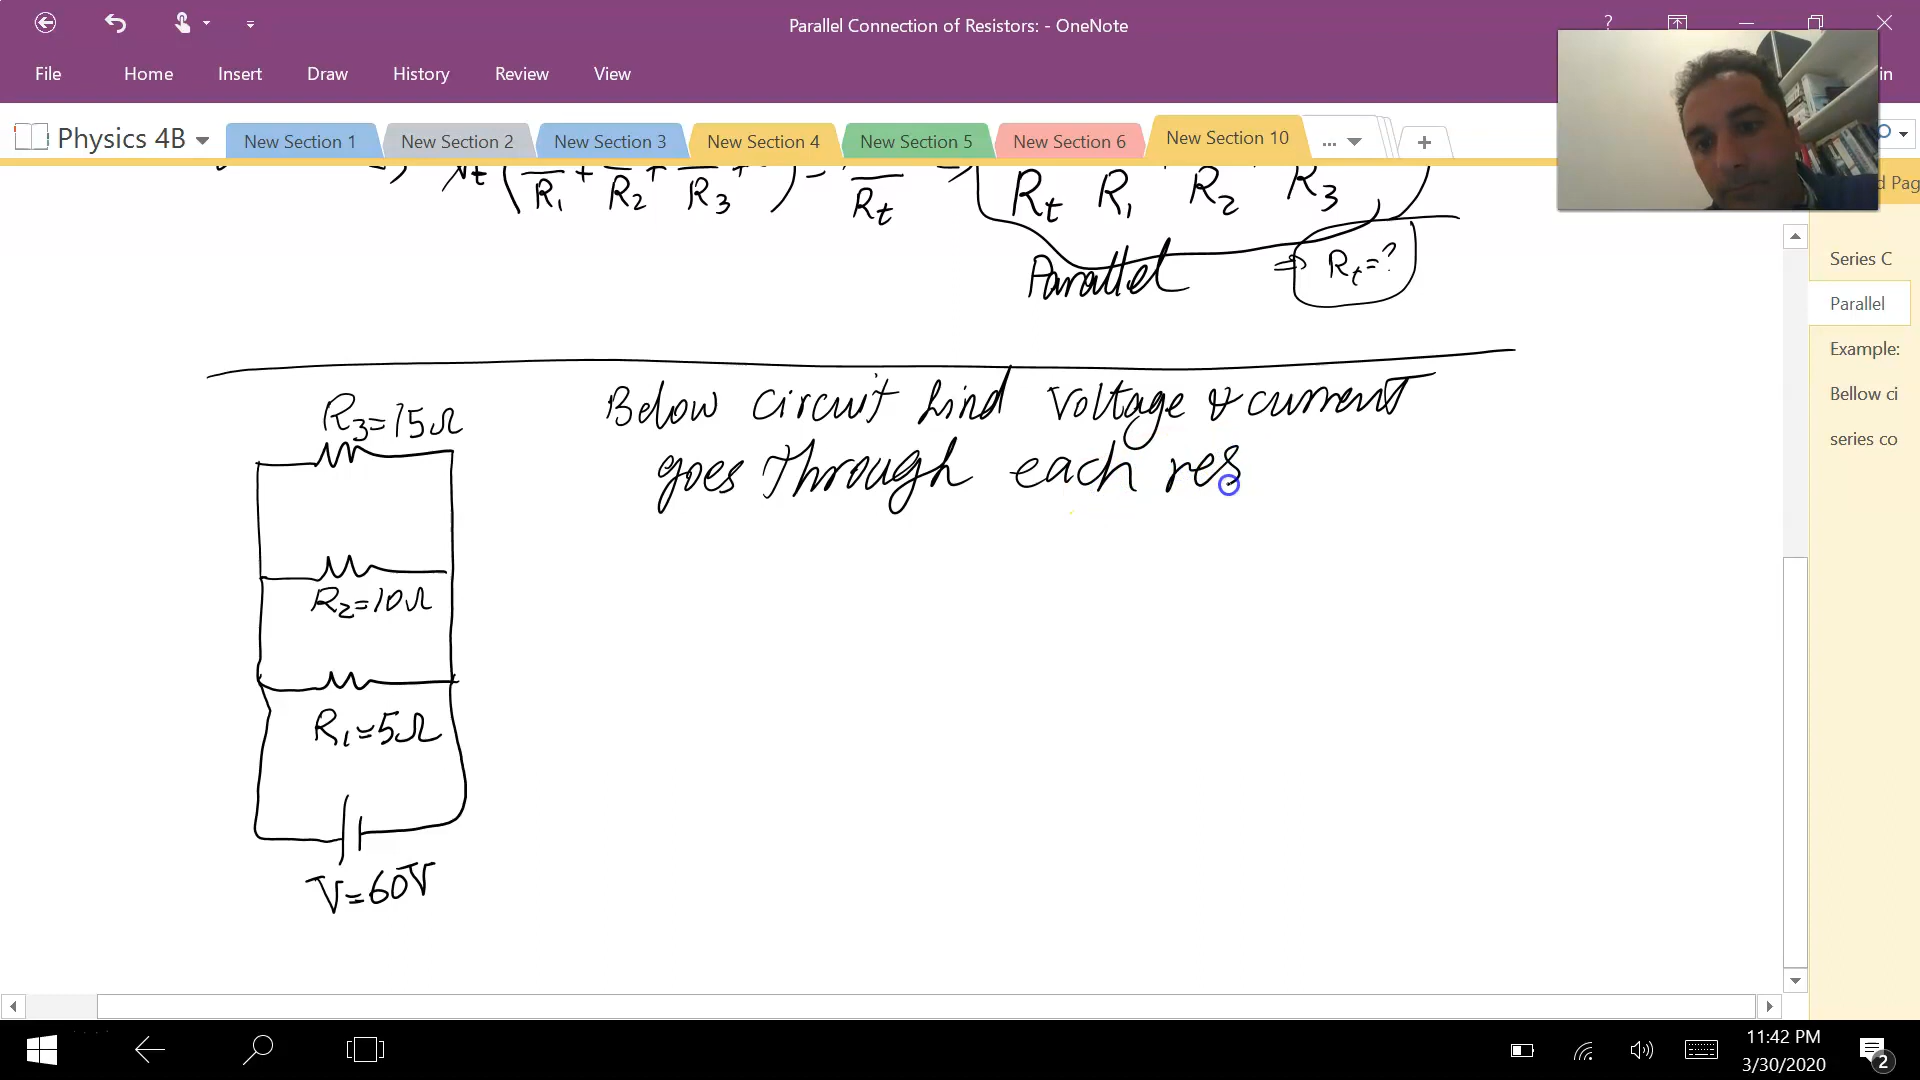 Parallel Connection of Resistors: - OneNote
?
File Home Insert Draw History Review View
in
Physics 4B
New Section 1 New Section 2 New Section 3 New Section 4 New Section 5 New Section 6 New Section 10 ... +
d Pag
R1 + R2 + R3 + ) = Rt ⇒ Rt R1 R2 R3
Parallel ⇒ Rt=?
Series C
Parallel
Example:
Bellow ci
series co
Below circuit find Voltage & current
goes Through each res
R3=15Ω
R2=10Ω
R1=5Ω
V=60V
11:42 PM
3/30/2020
2